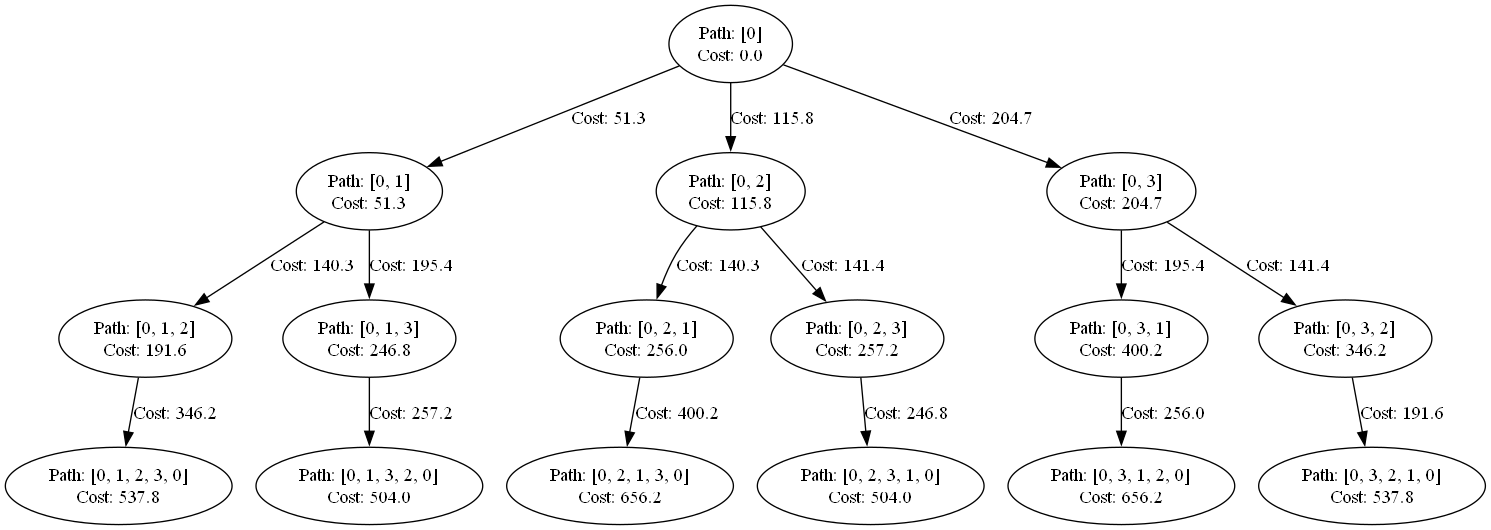 Path: [0]
Cost: 0.0
Cost: 51.3
Cost: 115.8
Cost: 204.7
Path: [0, 1]
Cost: 51.3
Path: [0, 2]
Cost: 115.8
Path: [0, 3]
Cost: 204.7
Cost: 140.3
Cost: 195.4
Cost: 140.3
Cost: 141.4
Cost: 195.4
Cost: 141.4
Path: [0, 1, 2]
Cost: 191.6
Path: [0, 1, 3]
Cost: 246.8
Path: [0, 2, 1]
Cost: 256.0
Path: [0, 2, 3]
Cost: 257.2
Path: [0, 3, 1]
Cost: 400.2
Path: [0, 3, 2]
Cost: 346.2
Cost: 346.2
Cost: 257.2
Cost: 400.2
Cost: 246.8
Cost: 256.0
Cost: 191.6
Path: [0, 1, 2, 3, 0]
Cost: 537.8
Path: [0, 1, 3, 2, 0]
Cost: 504.0
Path: [0, 2, 1, 3, 0]
Cost: 656.2
Path: [0, 2, 3, 1, 0]
Cost: 504.0
Path: [0, 3, 1, 2, 0]
Cost: 656.2
Path: [0, 3, 2, 1, 0]
Cost: 537.8